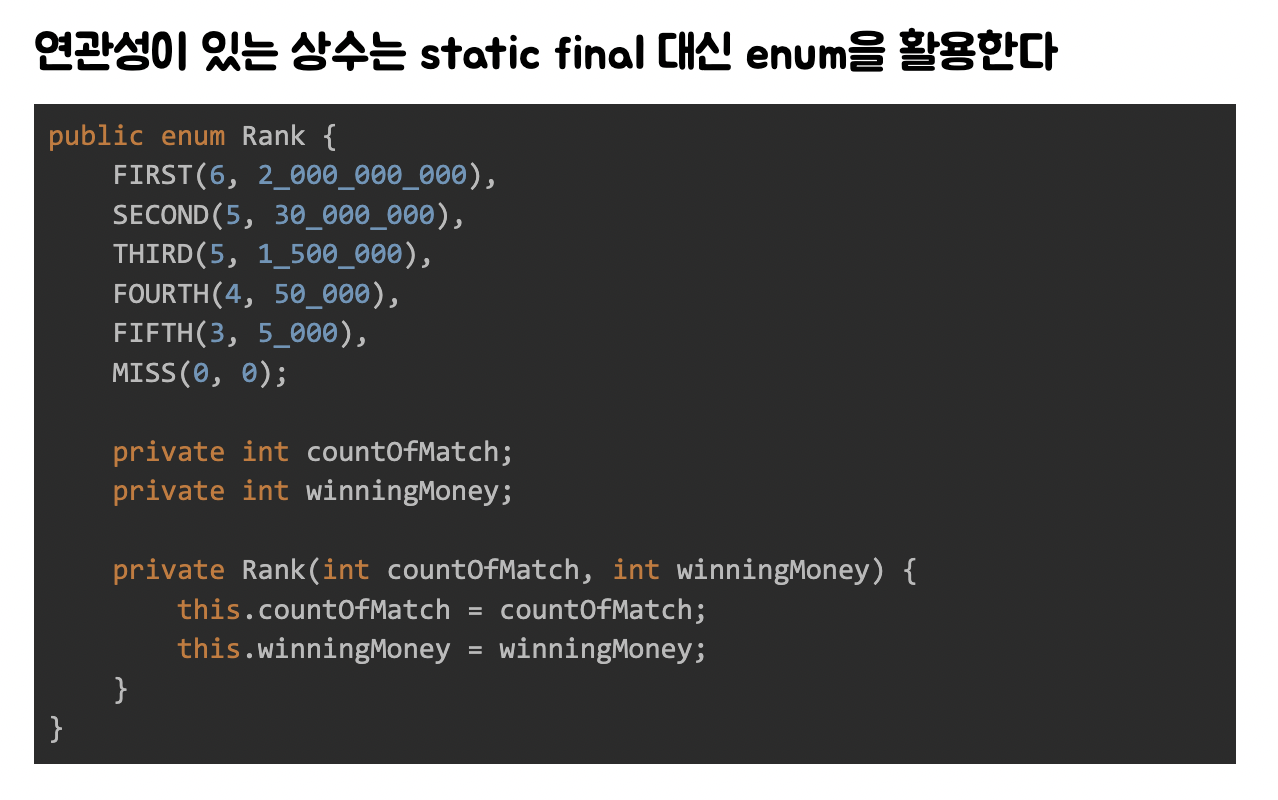 연관성이 있는 상수는 static final 대신 enum을 활용한다
public enum Rank {
    FIRST(6, 2_000_000_000),
    SECOND(5, 30_000_000),
    THIRD(5, 1_500_000),
    FOURTH(4, 50_000),
    FIFTH(3, 5_000),
    MISS(0, 0);
    private int countOfMatch;
    private int winningMoney;
    private Rank(int countOfMatch, int winningMoney) {
        this.countOfMatch = countOfMatch;
        this.winningMoney = winningMoney;
    }
}